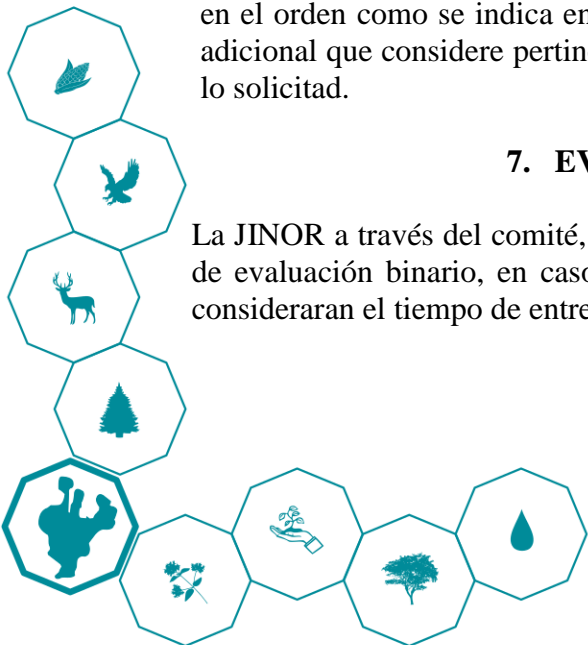 en el orden como se indica en
adicional que considere pertin
lo solicitad.
7. EV
La JINOR a través del comité,
de evaluación binario, en caso
consideraran el tiempo de entre